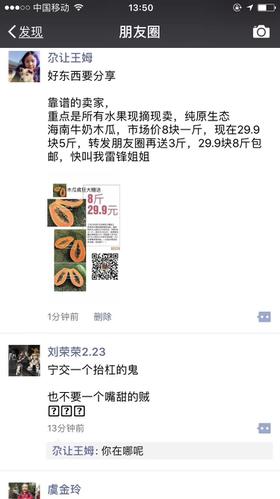 中国移动
13:50
发现
朋友圈
尕让王姆
好东西要分享
靠谱的卖家，
重点是所有水果现摘现卖，纯原生态
海南牛奶木瓜，市场价8块一斤，现在29.9
块5斤，转发朋友圈再送3斤，29.9块8斤包
邮，快叫我雷锋姐姐
木瓜疯狂大赠送
8斤
29.9元
1分钟前
删除
刘荣荣2.23
宁交一个抬杠的鬼
也不要一个嘴甜的贼
13分钟前
尕让王姆: 你在哪呢
虞金玲